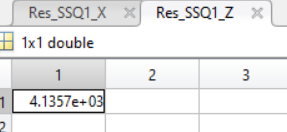 Res_SSQ1_X Res_SSQ1_Z
1x1 double
1 2 3
1 4.1357e+03
2